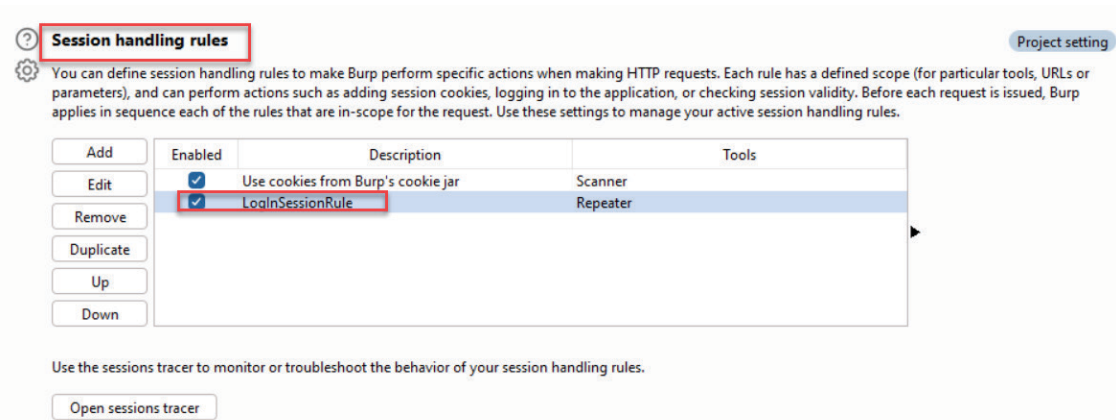 Session handling rules
Project setting
You can define session handling rules to make Burp perform specific actions when making HTTP requests. Each rule has a defined scope (for particular tools, URLs or
parameters), and can perform actions such as adding session cookies, logging in to the application, or checking session validity. Before each request is issued, Burp
applies in sequence each of the rules that are in-scope for the request. Use these settings to manage your active session handling rules.
Add
Enabled Description Tools
Edit
Use cookies from Burp's cookie jar Scanner
LogInSessionRule Repeater
Remove
Duplicate
Up
Down
Use the sessions tracer to monitor or troubleshoot the behavior of your session handling rules.
Open sessions tracer